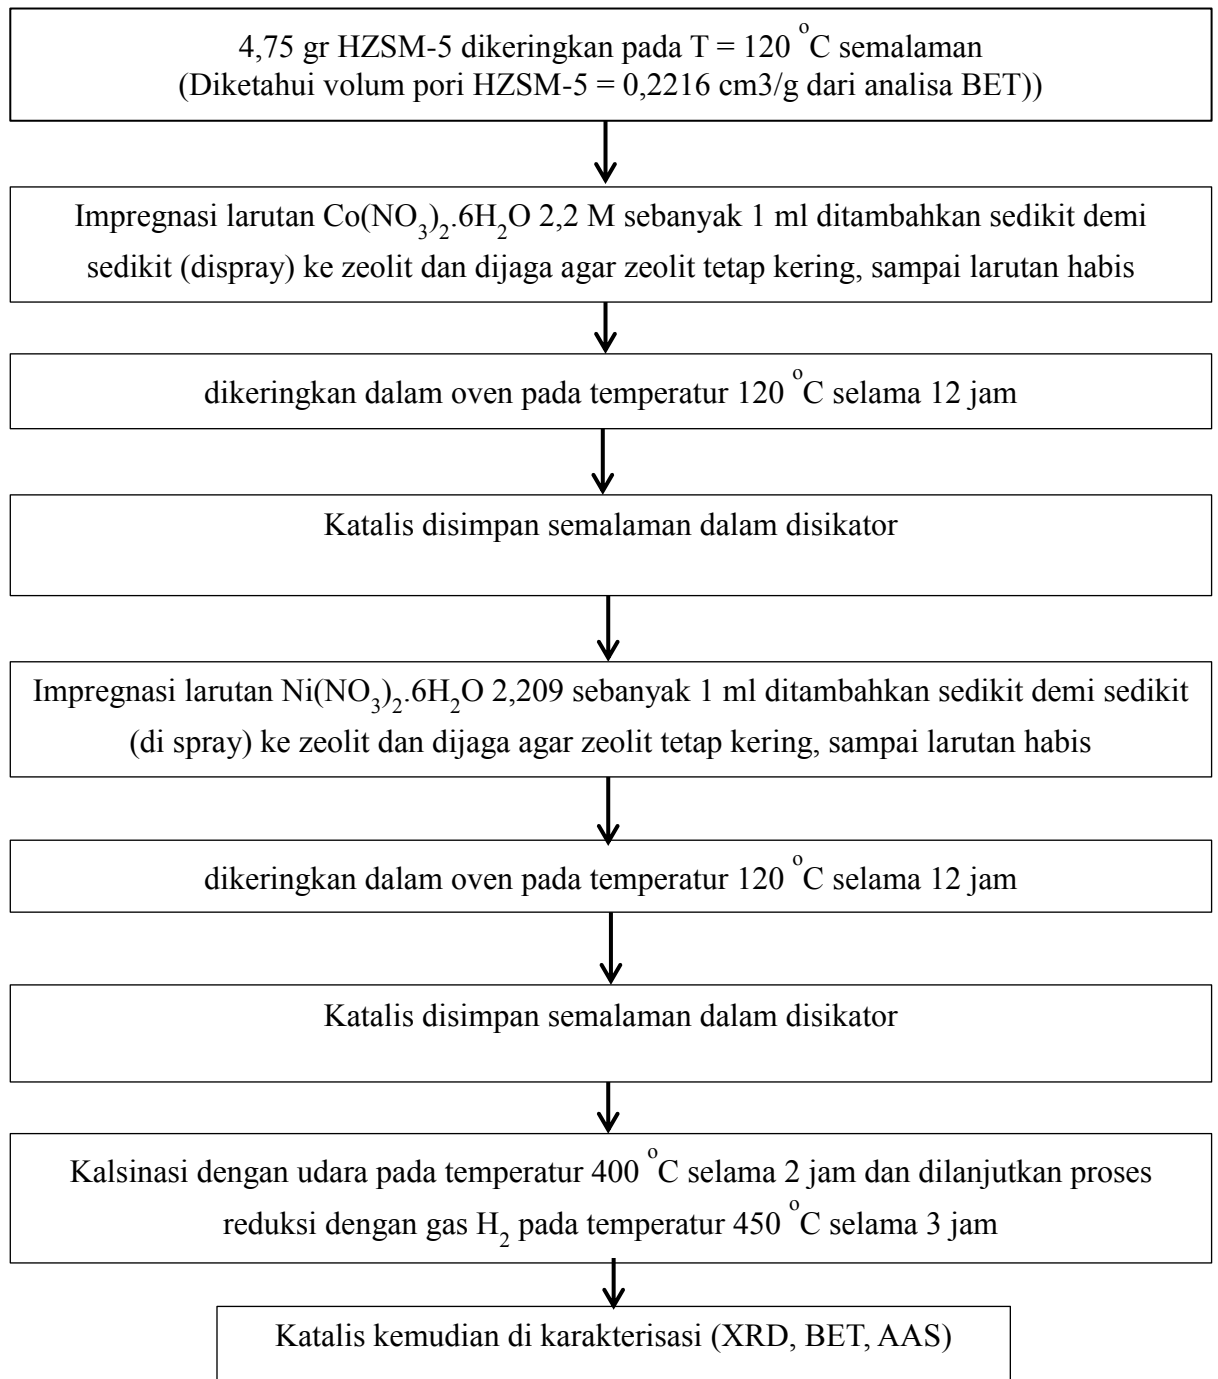 4,75 gr HZSM-5 dikeringkan pada T = 120 °C semalaman
(Diketahui volum pori HZSM-5 = 0,2216 cm3/g dari analisa BET))
Impregnasi larutan Co(NO₃)₂.6H₂O 2,2 M sebanyak 1 ml ditambahkan sedikit demi
sedikit (dispray) ke zeolit dan dijaga agar zeolit tetap kering, sampai larutan habis
dikeringkan dalam oven pada temperatur 120 °C selama 12 jam
Katalis disimpan semalaman dalam disikator
Impregnasi larutan Ni(NO₃)₂.6H₂O 2,209 sebanyak 1 ml ditambahkan sedikit demi sedikit
(di spray) ke zeolit dan dijaga agar zeolit tetap kering, sampai larutan habis
dikeringkan dalam oven pada temperatur 120 °C selama 12 jam
Katalis disimpan semalaman dalam disikator
Kalsinasi dengan udara pada temperatur 400 °C selama 2 jam dan dilanjutkan proses
reduksi dengan gas H₂ pada temperatur 450 °C selama 3 jam
Katalis kemudian di karakterisasi (XRD, BET, AAS)